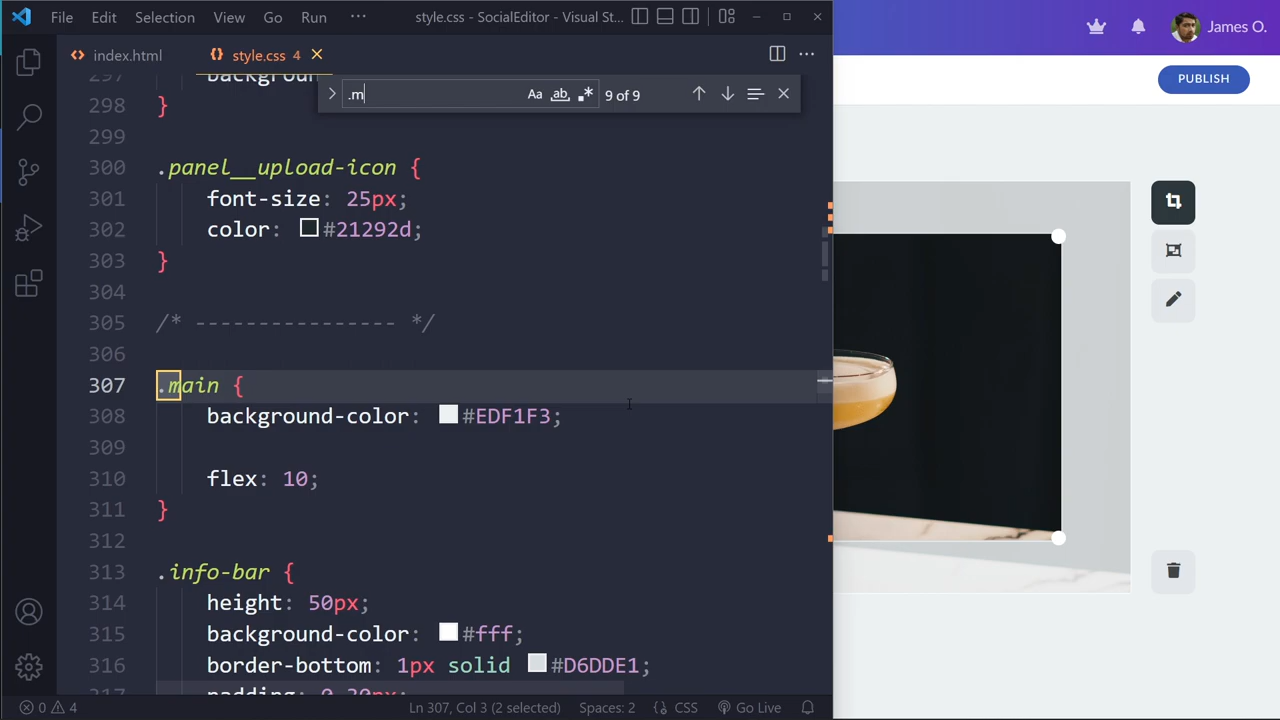 File Edit Selection View Go Run ··· style.css - SocialEditor - Visual St...
index.html style.css 4
.m Aa ab 9 of 9
298 }
299
300 .panel__upload-icon {
301 font-size: 25px;
302 color: #21292d;
303 }
304
305 /* ---------------- */
306
307 .main {
308 background-color: #EDF1F3;
309
310 flex: 10;
311 }
312
313 .info-bar {
314 height: 50px;
315 background-color: #fff;
316 border-bottom: 1px solid #D6DDE1;
0 4 Ln 307, Col 3 (2 selected) Spaces: 2 {} CSS Go Live
James O.
PUBLISH